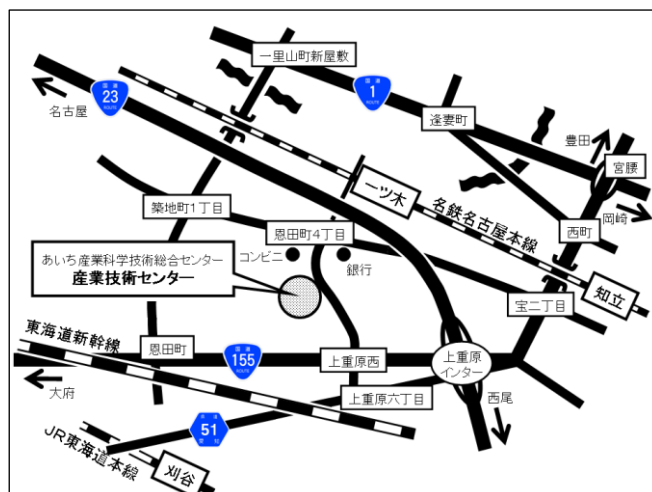 一里山町新屋敷
国道
23
ROUTE
国道
1
ROUTE
名古屋
逢妻町
豊田
宮腰
一ツ木
岡崎
築地町1丁目
名鉄名古屋本線
西町
恩田町4丁目
あいち産業科学技術総合センター
産業技術センター
コンビニ
銀行
知立
宝二丁目
東海道新幹線
恩田町
国道
155
ROUTE
上重原西
上重原
インター
大府
上重原六丁目
西尾
51
愛知
JR東海道本線
刈谷